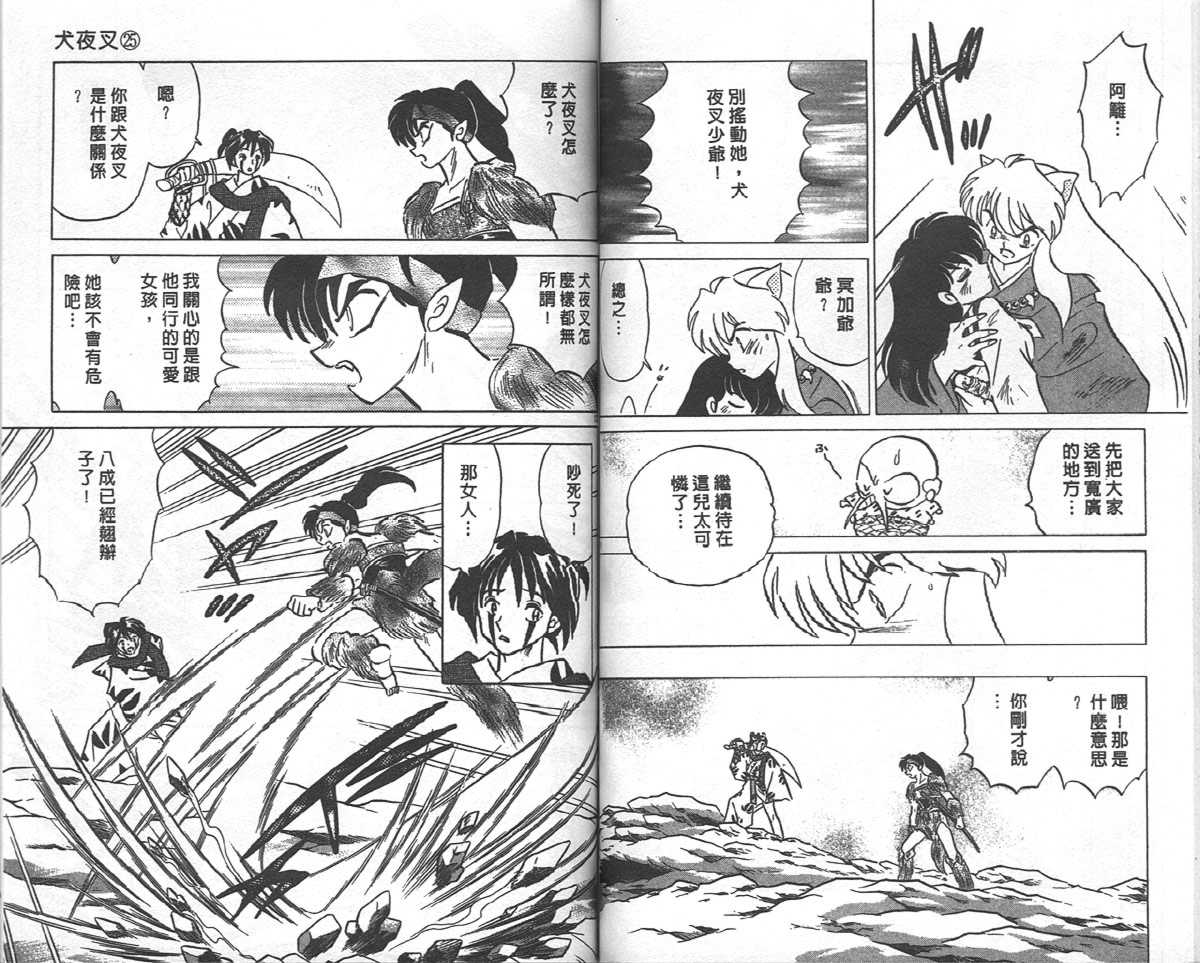 阿籬…
別搖動她，犬
夜叉少爺！
冥加爺
爺？
總之…
先把大家
送到寬廣
的地方…
繼續待在
這兒太可
憐了…
喂！那是
什麼意思
？
你剛才說
…
犬夜叉㉕
犬夜叉怎
麼了？
嗯？
你跟犬夜叉
是什麼關係
？
犬夜叉怎
麼樣都無
所謂！
我關心的是跟
他同行的可愛
女孩，
她該不會有危
險吧…
吵死了！
那女人…
八成已經翹辮
子了！